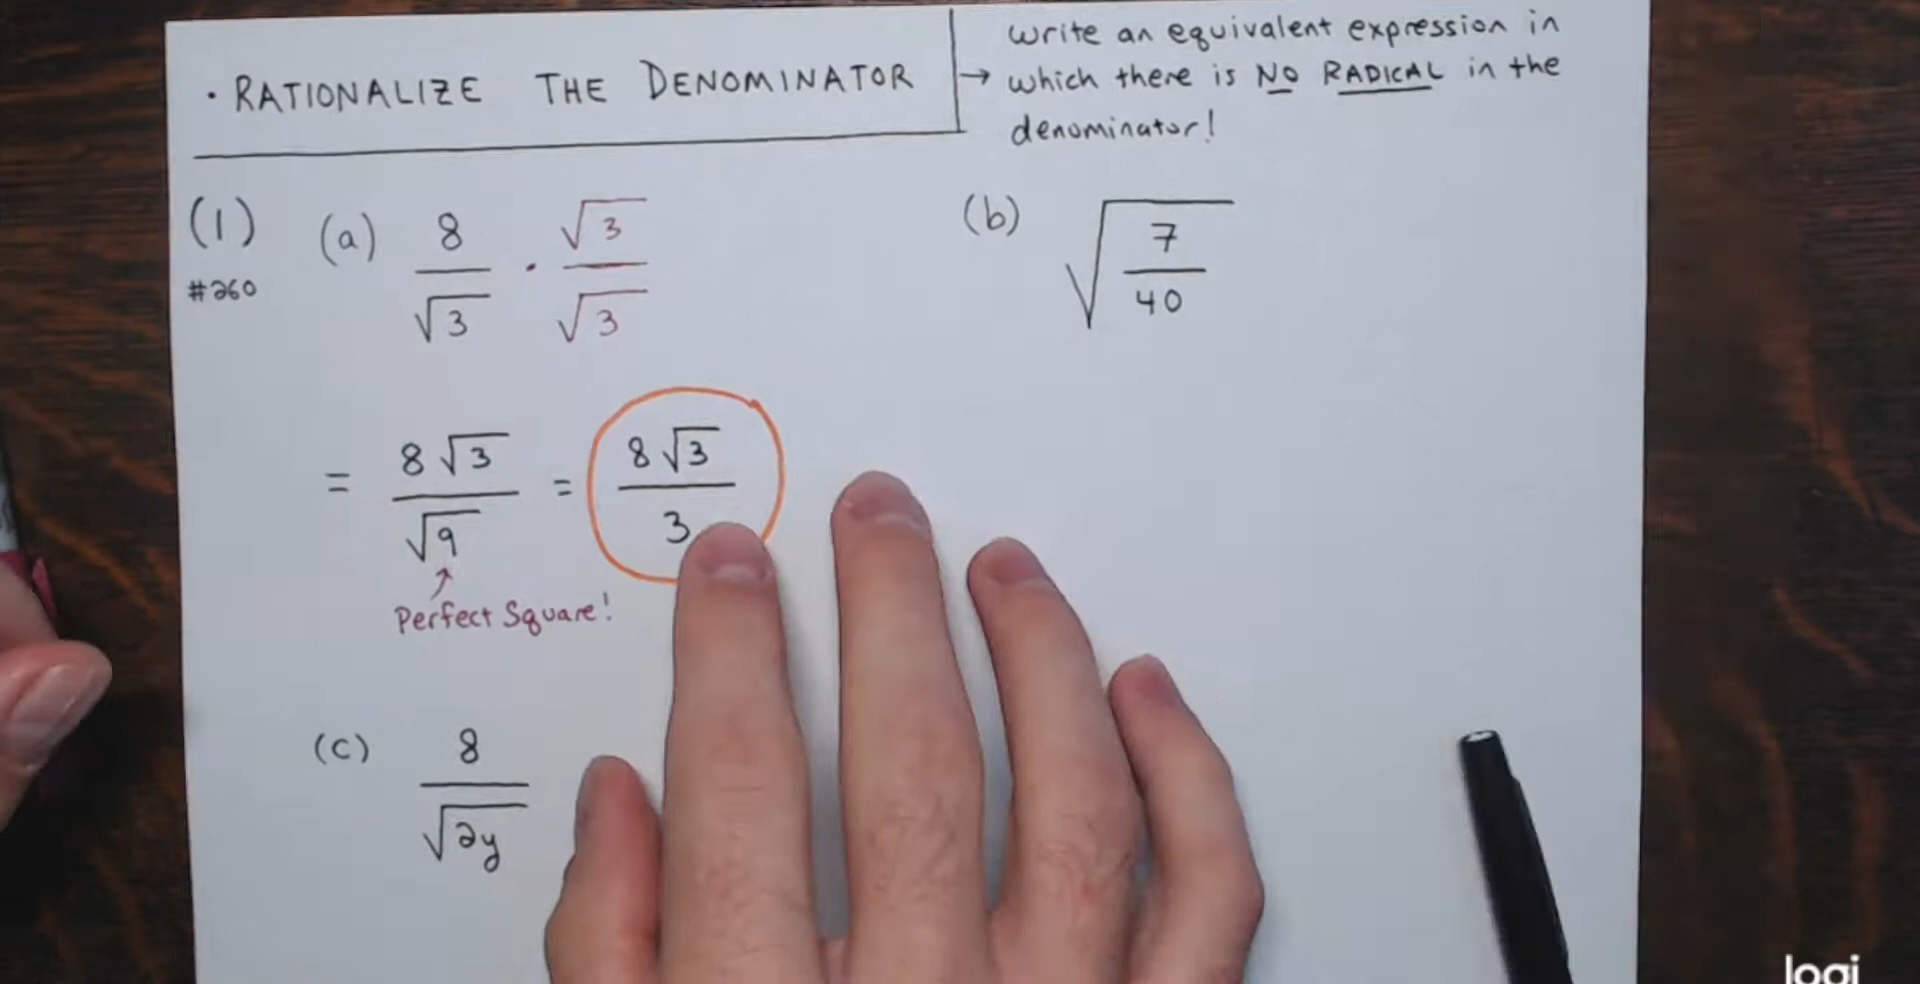 · RATIONALIZE THE DENOMINATOR
→ write an equivalent expression in
which there is NO RADICAL in the
denominator!
(1) (a) 8/√3 · √3/√3
#260
= 8√3/√9 = 8√3/3
↗
Perfect Square!
(b) √(7/40)
(c) 8/√2y
logi